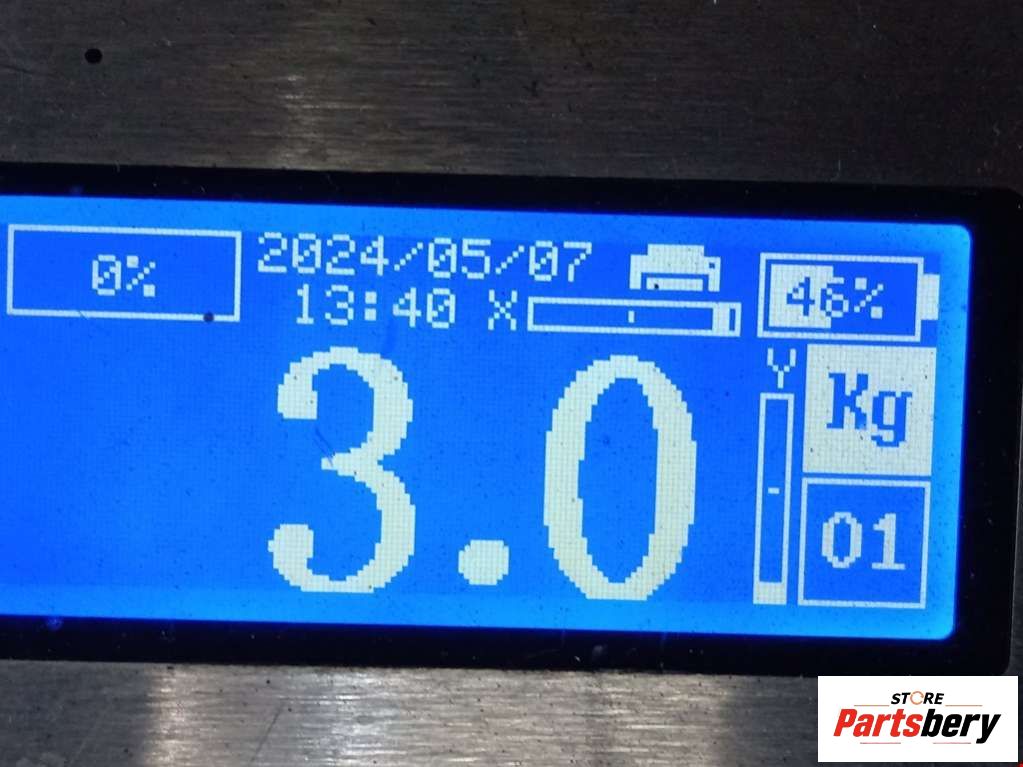 0%
2024/05/07
13:40 X
46%
Y
Kg
3.0
01
STORE
Partsbery